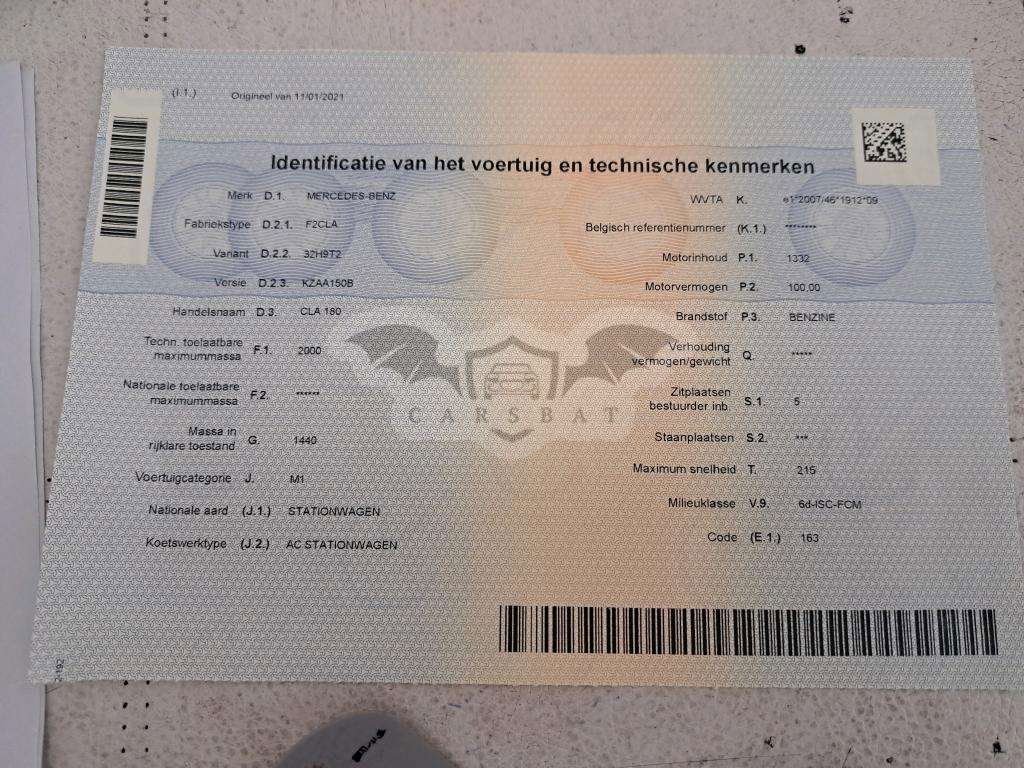 (I.1.) Origineel van 11/01/2021
Identificatie van het voertuig en technische kenmerken
Merk D.1. MERCEDES-BENZ
Fabriekstype D.2.1. F2CLA
Variant D.2.2. 32H9T2
Versie D.2.3. KZAA150B
Handelsnaam D.3. CLA 180
Techn. toelaatbare
maximummassa F.1. 2000
Nationale toelaatbare
maximummassa F.2. ******
Massa in
rijklare toestand G. 1440
Voertuigcategorie J. M1
Nationale aard (J.1.) STATIONWAGEN
Koetswerktype (J.2.) AC STATIONWAGEN
WVTA K. e1*2007/46*1912*09
Belgisch referentienummer (K.1.) ********
Motorinhoud P.1. 1332
Motorvermogen P.2. 100,00
Brandstof P.3. BENZINE
Verhouding
vermogen/gewicht Q. *****
Zitplaatsen
bestuurder inb. S.1. 5
Staanplaatsen S.2. ***
Maximum snelheid T. 215
Milieuklasse V.9. 6d-ISC-FCM
Code (E.1.) 163
CARSBAT